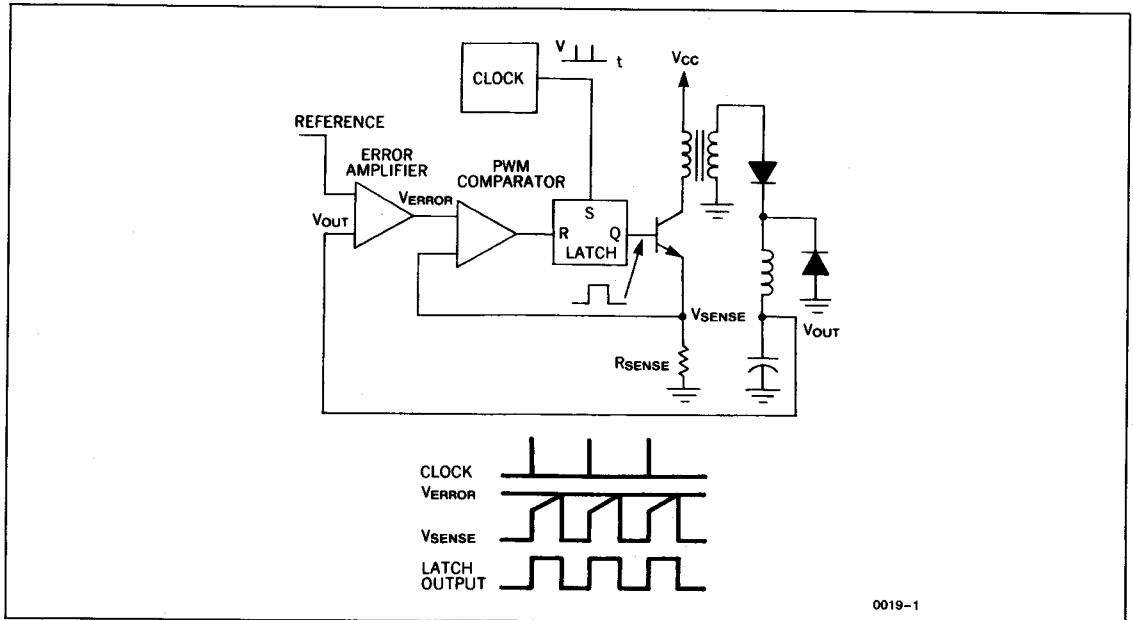 V
t
CLOCK
VCC
REFERENCE
ERROR
AMPLIFIER
PWM
COMPARATOR
VERROR
VOUT
S
R
Q
LATCH
VSENSE
VOUT
RSENSE
CLOCK
VERROR
VSENSE
LATCH
OUTPUT
0019-1